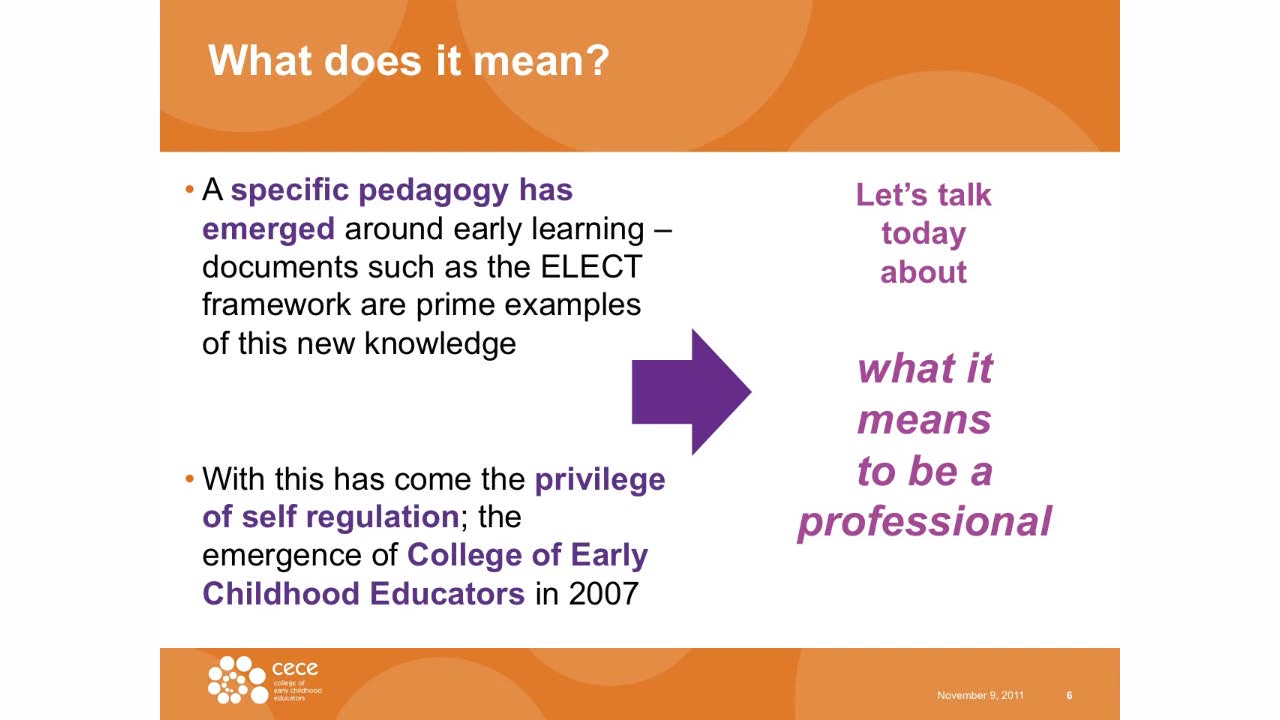 What does it mean?
• A specific pedagogy has
emerged around early learning –
documents such as the ELECT
framework are prime examples
of this new knowledge
• With this has come the privilege
of self regulation; the
emergence of College of Early
Childhood Educators in 2007
Let’s talk
today
about
what it
means
to be a
professional
cece
college of
early childhood
educators
November 9, 2011
6